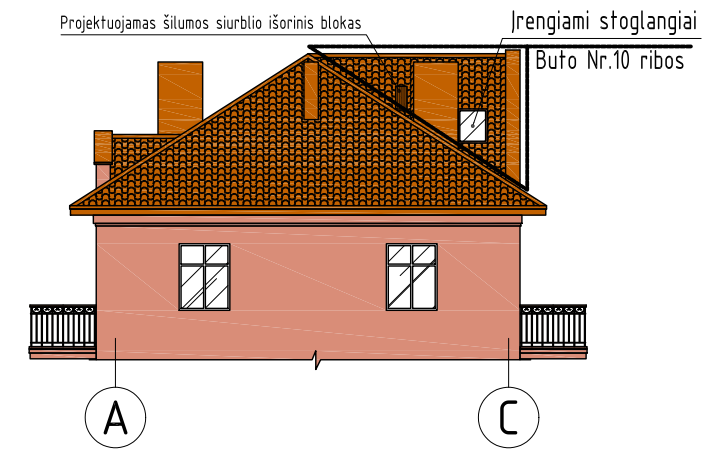 Projektuojamas šilumos siurblio išorinis blokas
Įrengiami stoglangiai
Buto Nr.10 ribos
A
C